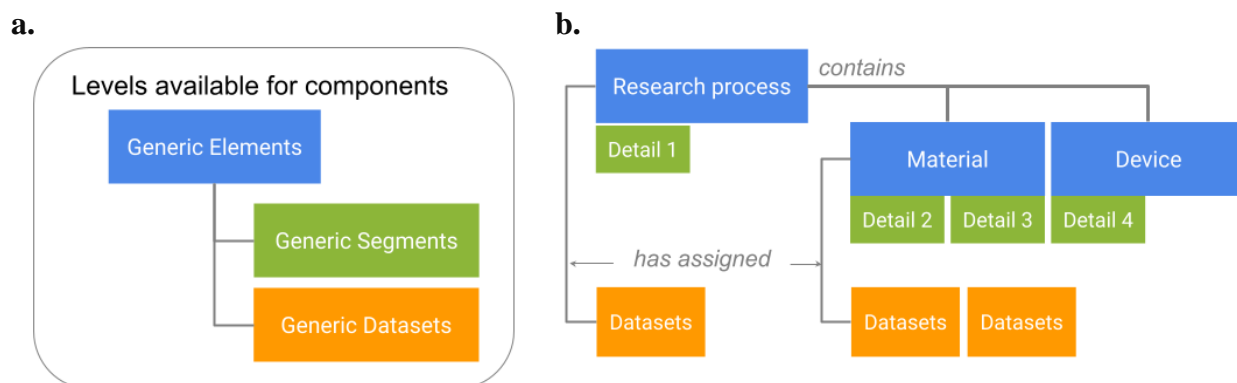 a.
Levels available for components
Generic Elements
Generic Segments
Generic Datasets
b.
Research process
contains
Detail 1
Material
Device
Detail 2
Detail 3
Detail 4
has assigned
Datasets
Datasets
Datasets